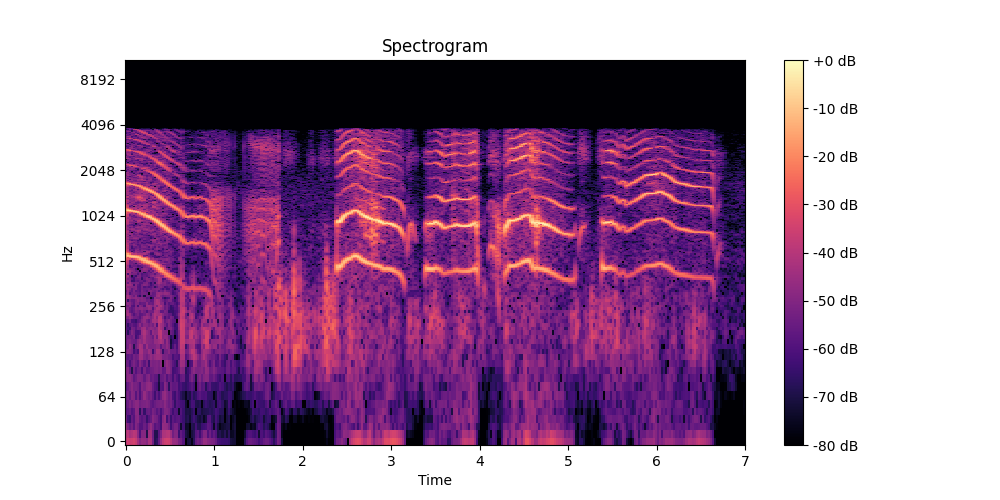 Spectrogram
8192
4096
2048
1024
512
256
128
64
0
Hz
0 1 2 3 4 5 6 7
Time
+0 dB
-10 dB
-20 dB
-30 dB
-40 dB
-50 dB
-60 dB
-70 dB
-80 dB